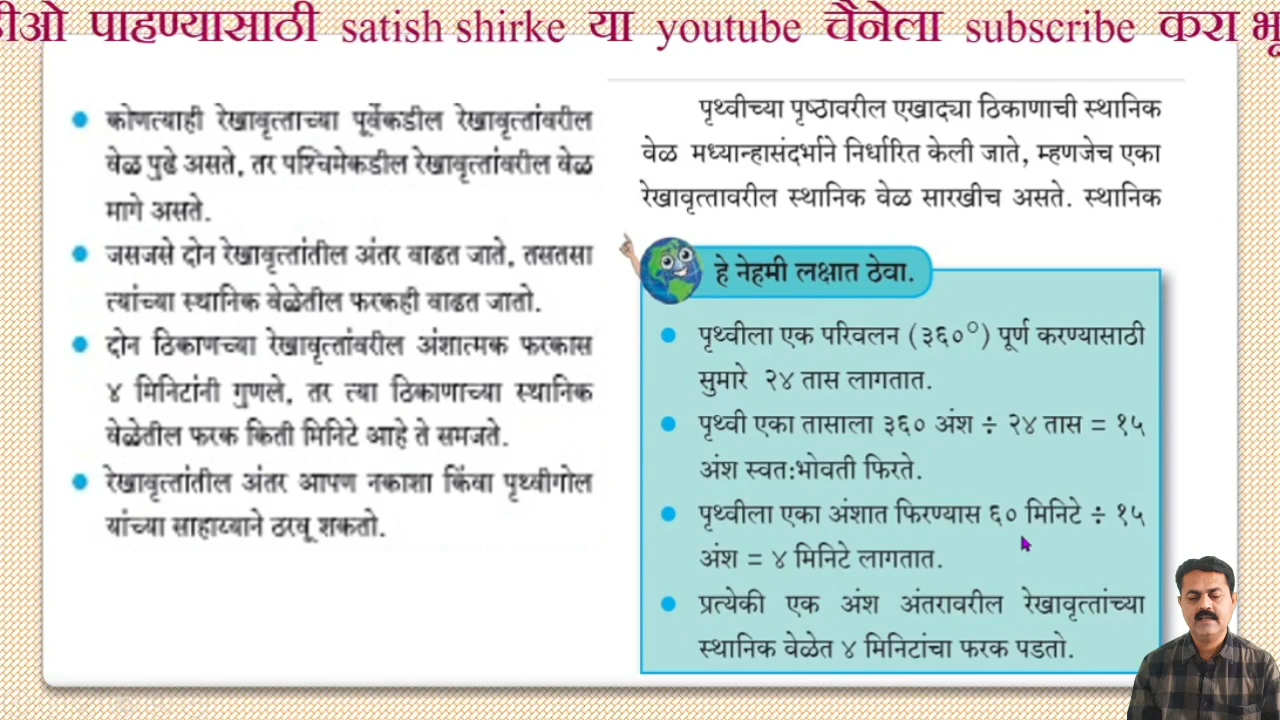 डीओ पाहण्यासाठी satish shirke या youtube चैनेला subscribe करा भू
कोणत्याही रेखावृत्ताच्या पूर्वेकडील रेखावृत्तांवरील
वेळ पुढे असते, तर पश्चिमेकडील रेखावृत्तांवरील वेळ
मागे असते.
जसजसे दोन रेखावृत्तांतील अंतर वाढत जाते, तसतसा
त्यांच्या स्थानिक वेळेतील फरकही वाढत जातो.
दोन ठिकाणच्या रेखावृत्तांवरील अंशात्मक फरकास
४ मिनिटांनी गुणले, तर त्या ठिकाणाच्या स्थानिक
वेळेतील फरक किती मिनिटे आहे ते समजते.
रेखावृत्तांतील अंतर आपण नकाशा किंवा पृथ्वीगोल
यांच्या साहाय्याने ठरवू शकतो.
पृथ्वीच्या पृष्ठावरील एखाद्या ठिकाणाची स्थानिक
वेळ मध्यान्हासंदर्भाने निर्धारित केली जाते, म्हणजेच एका
रेखावृत्तावरील स्थानिक वेळ सारखीच असते. स्थानिक
हे नेहमी लक्षात ठेवा.
पृथ्वीला एक परिवलन (३६०°) पूर्ण करण्यासाठी
सुमारे २४ तास लागतात.
पृथ्वी एका तासाला ३६० अंश ÷ २४ तास = १५
अंश स्वत:भोवती फिरते.
पृथ्वीला एका अंशात फिरण्यास ६० मिनिटे ÷ १५
अंश = ४ मिनिटे लागतात.
प्रत्येकी एक अंश अंतरावरील रेखावृत्तांच्या
स्थानिक वेळेत ४ मिनिटांचा फरक पडतो.